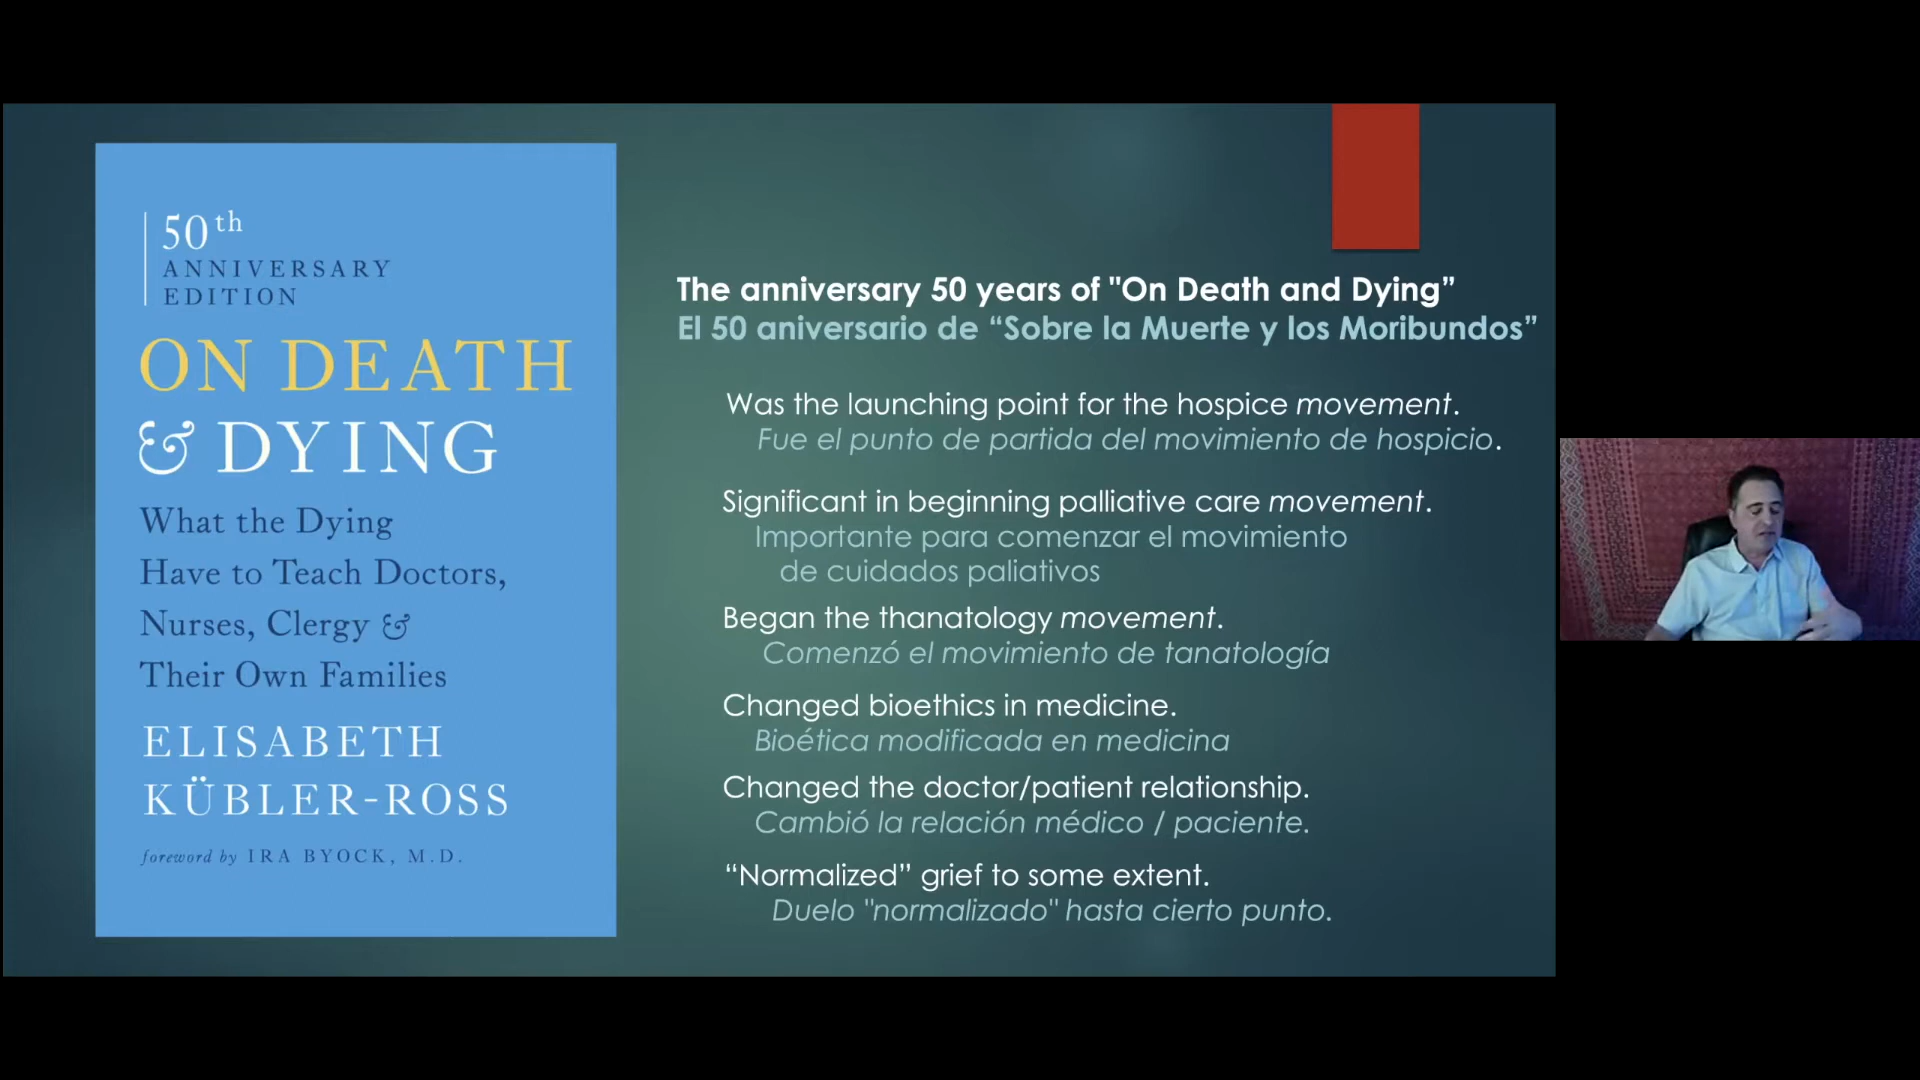 50th
ANNIVERSARY
EDITION
ON DEATH
& DYING
What the Dying
Have to Teach Doctors,
Nurses, Clergy &
Their Own Families
ELISABETH
KÜBLER-ROSS
foreword by IRA BYOCK, M.D.
The anniversary 50 years of "On Death and Dying”
El 50 aniversario de “Sobre la Muerte y los Moribundos”
Was the launching point for the hospice movement.
Fue el punto de partida del movimiento de hospicio.
Significant in beginning palliative care movement.
Importante para comenzar el movimiento
de cuidados paliativos
Began the thanatology movement.
Comenzó el movimiento de tanatología
Changed bioethics in medicine.
Bioética modificada en medicina
Changed the doctor/patient relationship.
Cambió la relación médico / paciente.
“Normalized” grief to some extent.
Duelo "normalizado" hasta cierto punto.